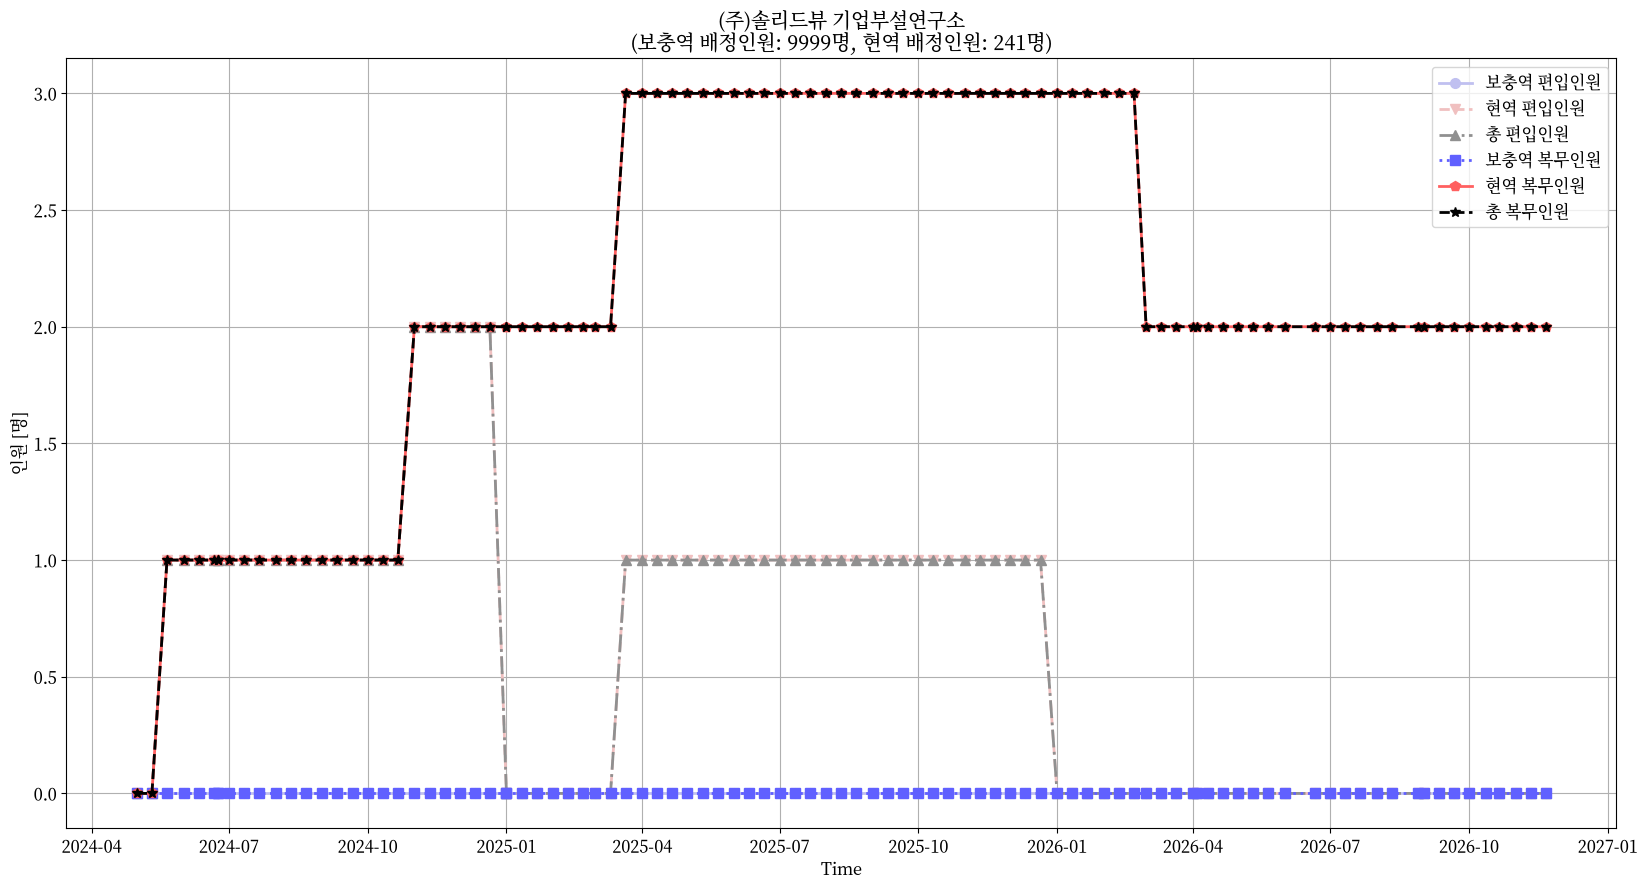 (주)솔리드뷰 기업부설연구소
(보충역 배정인원: 9999명, 현역 배정인원: 241명)
보충역 편입인원
현역 편입인원
총 편입인원
보충역 복무인원
현역 복무인원
총 복무인원
인원 [명]
3.0
2.5
2.0
1.5
1.0
0.5
0.0
2024-04 2024-07 2024-10 2025-01 2025-04 2025-07 2025-10 2026-01 2026-04 2026-07 2026-10 2027-01
Time